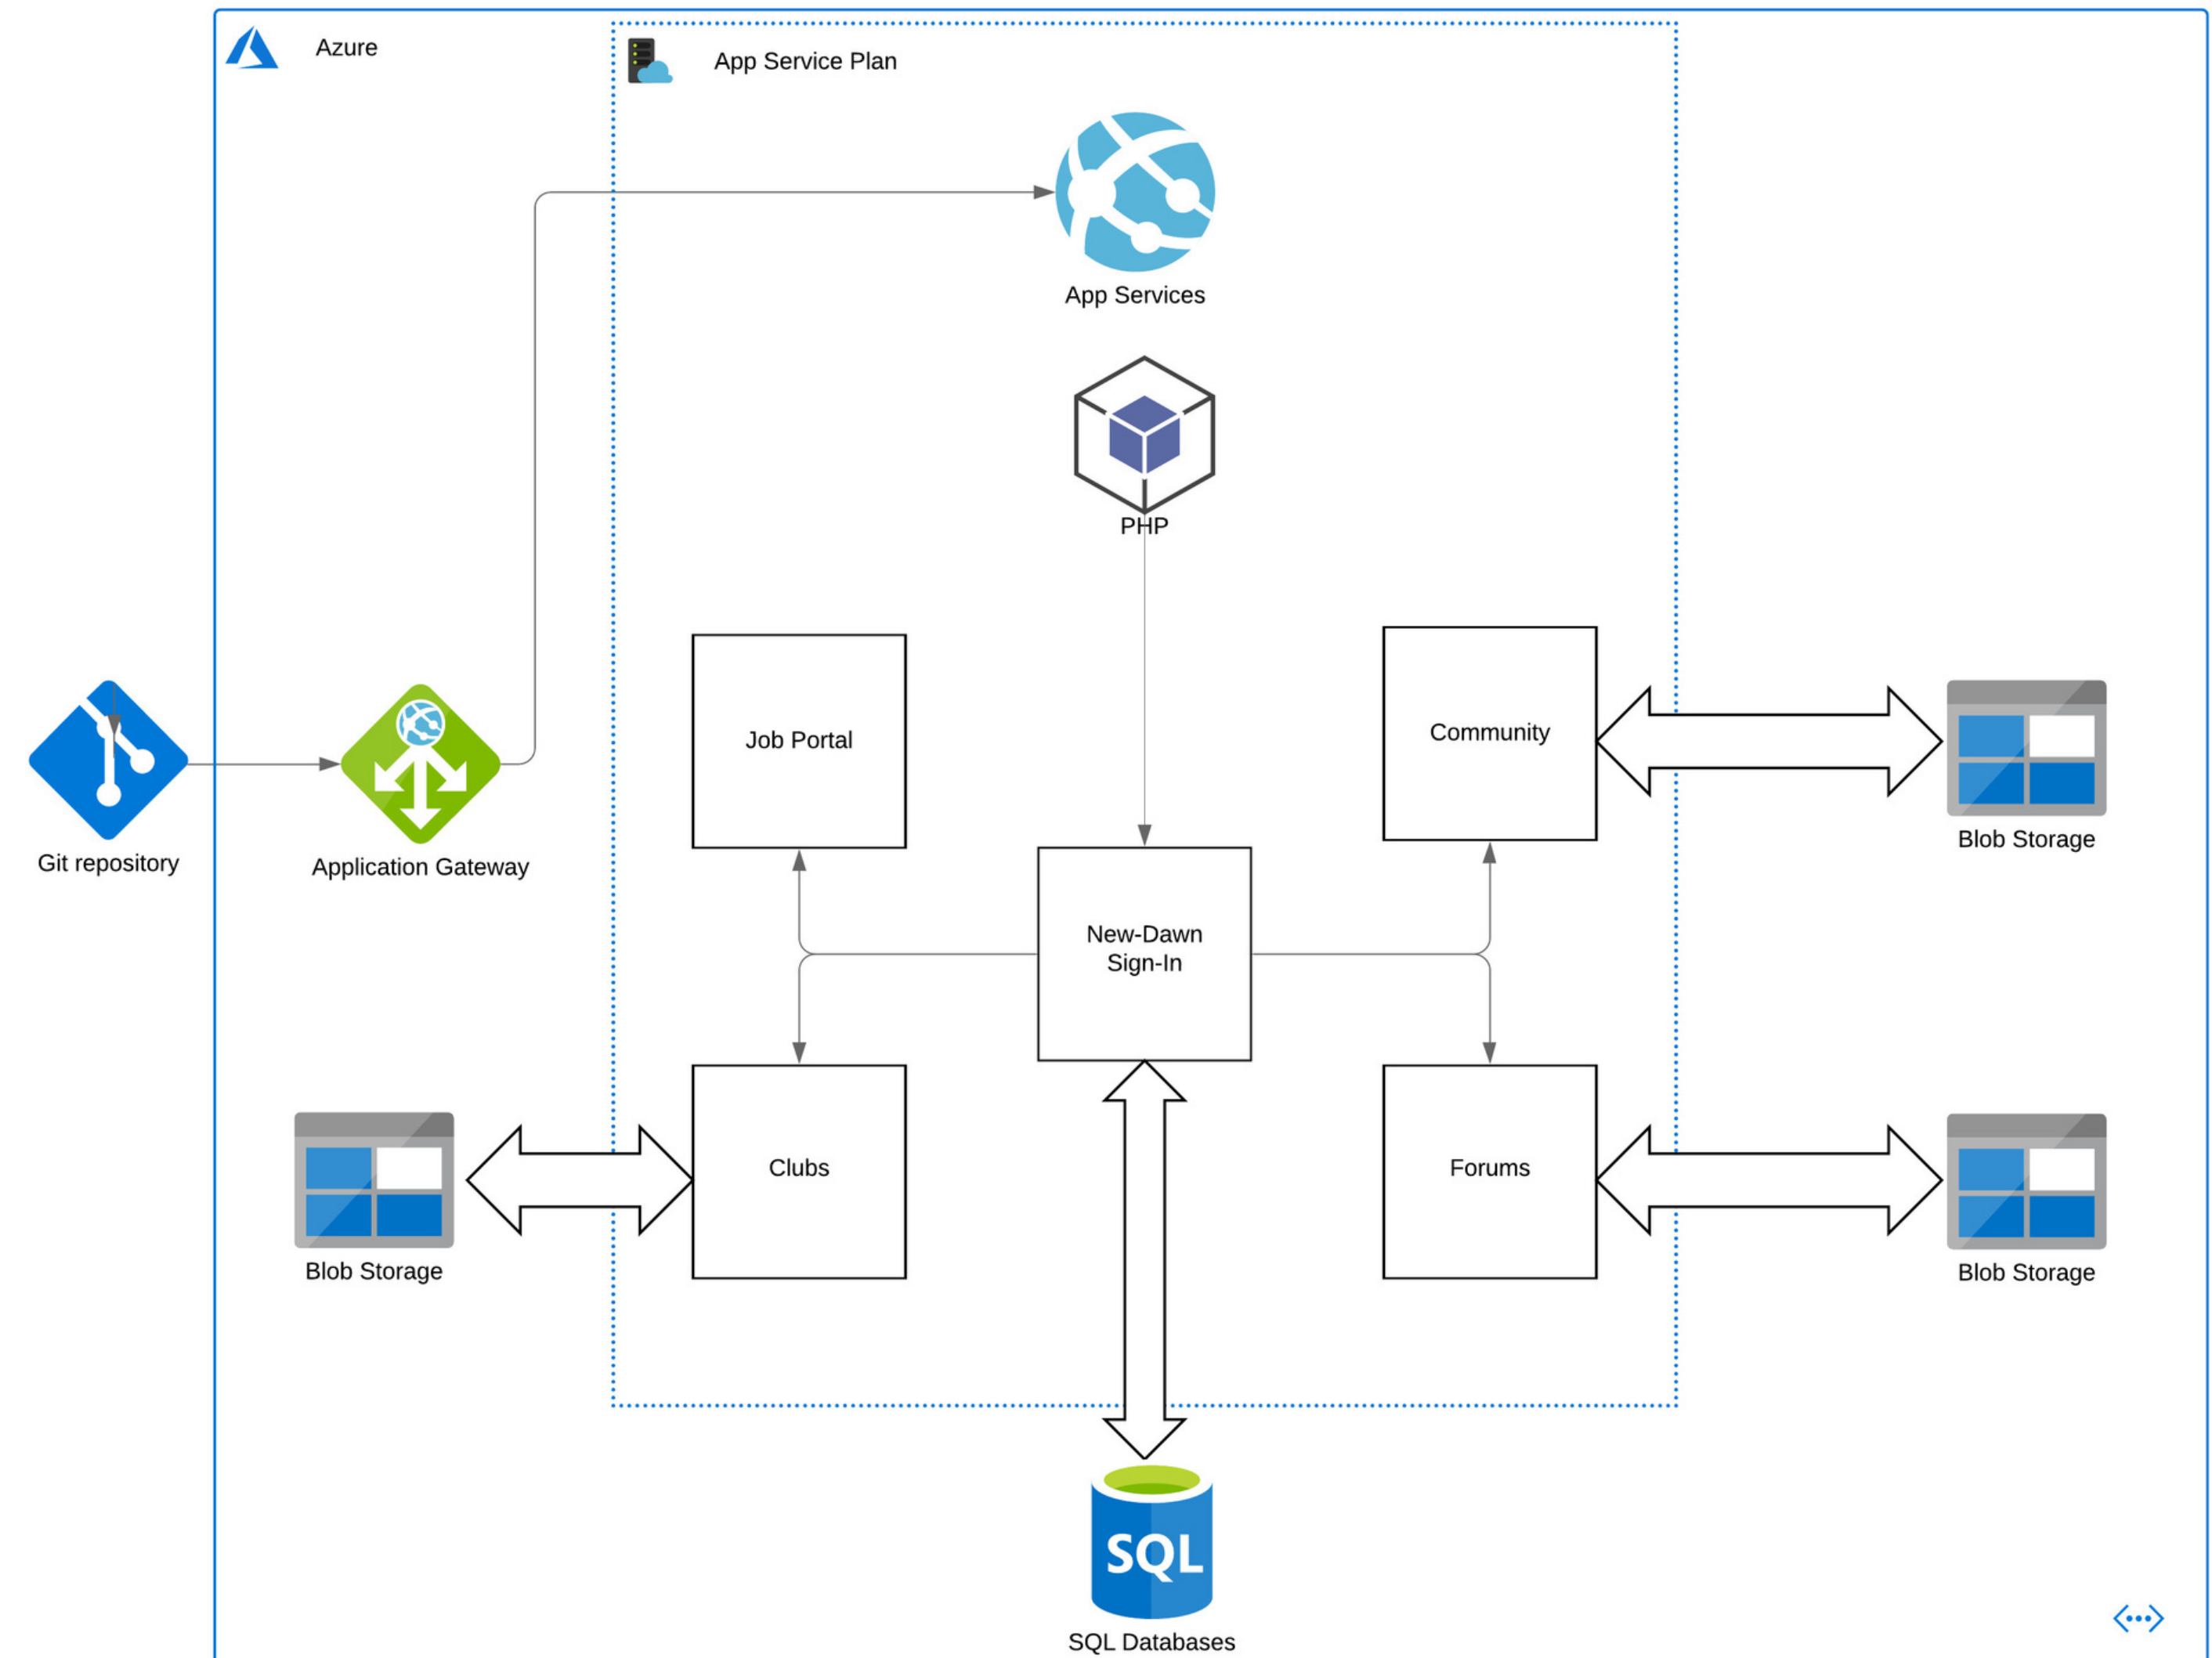 Azure
App Service Plan
App Services
PHP
Job Portal
Community
Git repository
Application Gateway
Blob Storage
New-Dawn
Sign-In
Clubs
Forums
Blob Storage
Blob Storage
SQL
SQL Databases